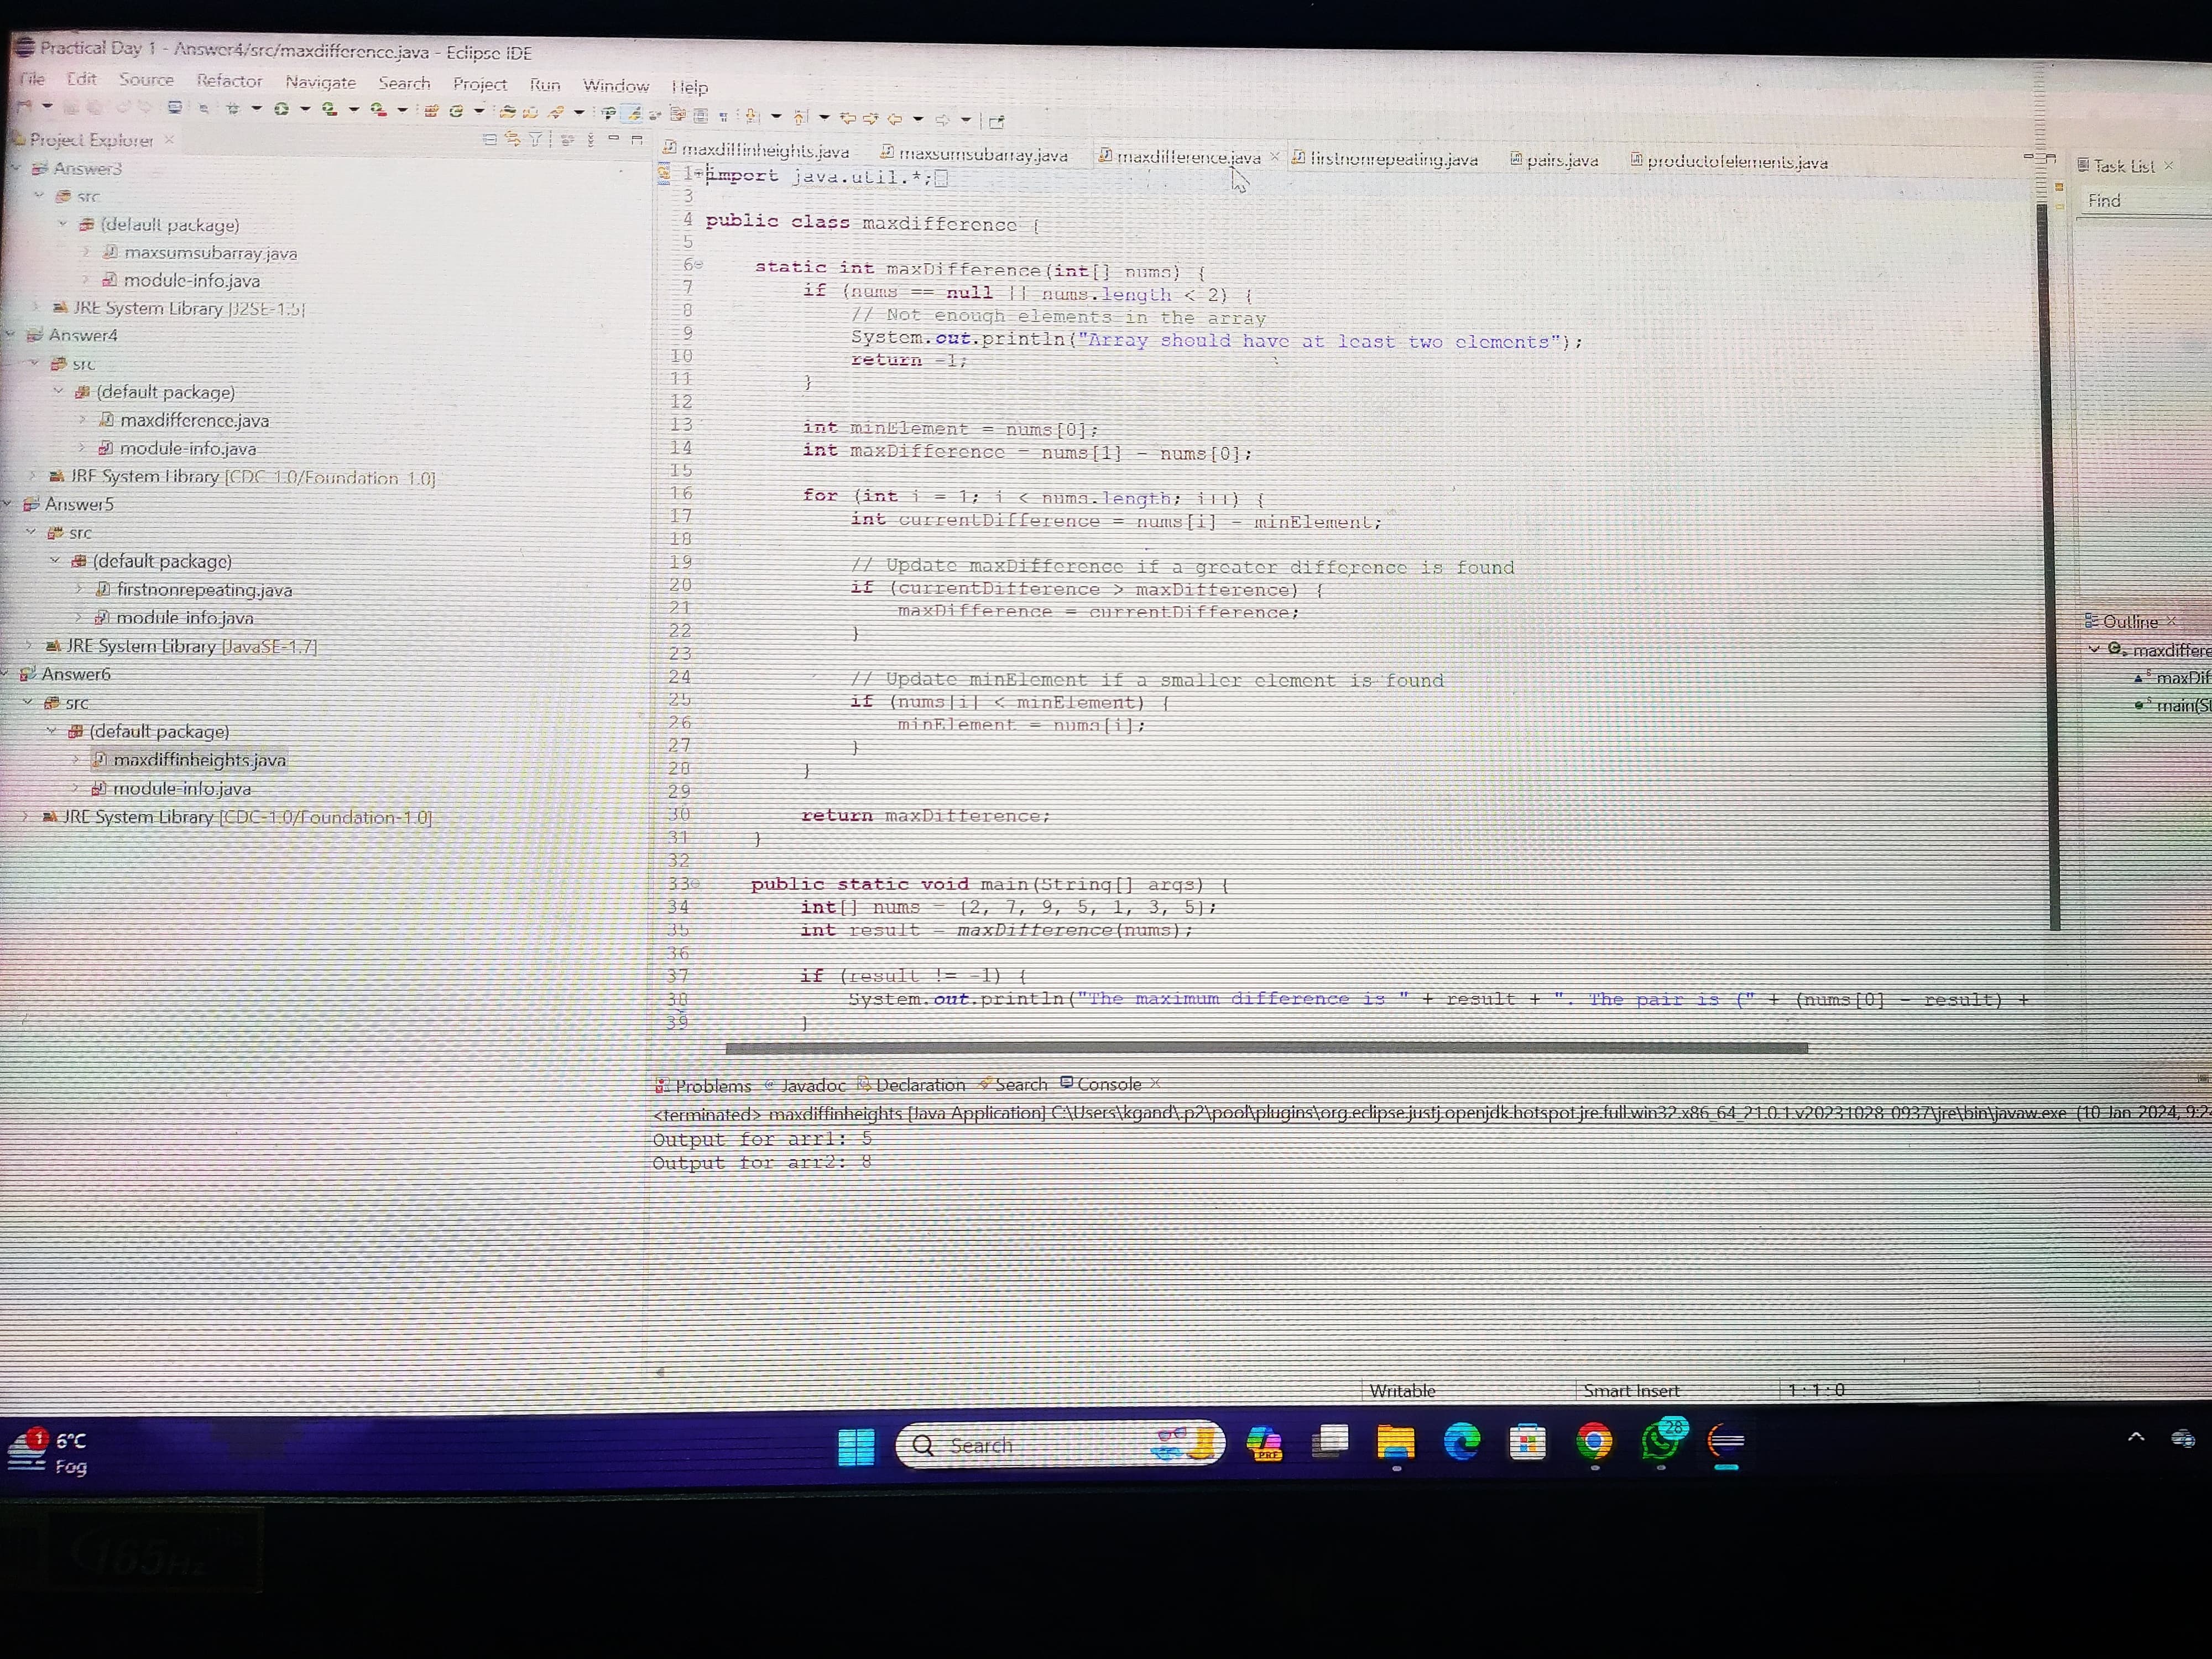 Practical Day 1 - Answer4/src/maxdifference.java - Eclipse IDE
File Edit Source Refactor Navigate Search Project Run Window Help
Project Explorer
Answer3
src
(default package)
maxsumsubarray.java
module-info.java
JRE System Library [J2SE-1.5]
Answer4
src
(default package)
maxdifference.java
module-info.java
JRE System Library [CDC-1.0/Foundation-1.0]
Answer5
src
(default package)
firstnonrepeating.java
module-info.java
JRE System Library [JavaSE-1.7]
Answer6
src
(default package)
maxdiffinheights.java
module-info.java
JRE System Library [CDC-1.0/Foundation-1.0]
maxdiffinheights.java maxsumsubarray.java maxdifference.java firstnonrepeating.java pairs.java productofelements.java
1 import java.util.*;
3
4 public class maxdifference {
5
6 static int maxDifference(int[] nums) {
7 if (nums == null || nums.length < 2) {
8 // Not enough elements in the array
9 System.out.println("Array should have at least two elements");
10 return -1;
11 }
12
13 int minElement = nums[0];
14 int maxDifference = nums[1] - nums[0];
15
16 for (int i = 1; i < nums.length; i++) {
17 int currentDifference = nums[i] - minElement;
18
19 // Update maxDifference if a greater difference is found
20 if (currentDifference > maxDifference) {
21 maxDifference = currentDifference;
22 }
23
24 // Update minElement if a smaller element is found
25 if (nums[i] < minElement) {
26 minElement = nums[i];
27 }
28 }
29
30 return maxDifference;
31 }
32
33 public static void main(String[] args) {
34 int[] nums = {2, 7, 9, 5, 1, 3, 5};
35 int result = maxDifference(nums);
36
37 if (result != -1) {
38 System.out.println("The maximum difference is " + result + ". The pair is (" + (nums[0] - result) +
39 }
Task List
Find
Outline
maxdiffere
maxDif
main(St
Problems Javadoc Declaration Search Console
<terminated> maxdiffinheights [Java Application] C:\Users\kgand\.p2\pool\plugins\org.eclipse.justj.openjdk.hotspot.jre.full.win32.x86_64_21.0.1.v20231028-0937\jre\bin\javaw.exe (10 Jan 2024, 9:2
Output for arr1: 5
Output for arr2: 8
Writable Smart Insert 1 : 1 : 0
1
6°C
Fog
Search
PRE
28
165Hz